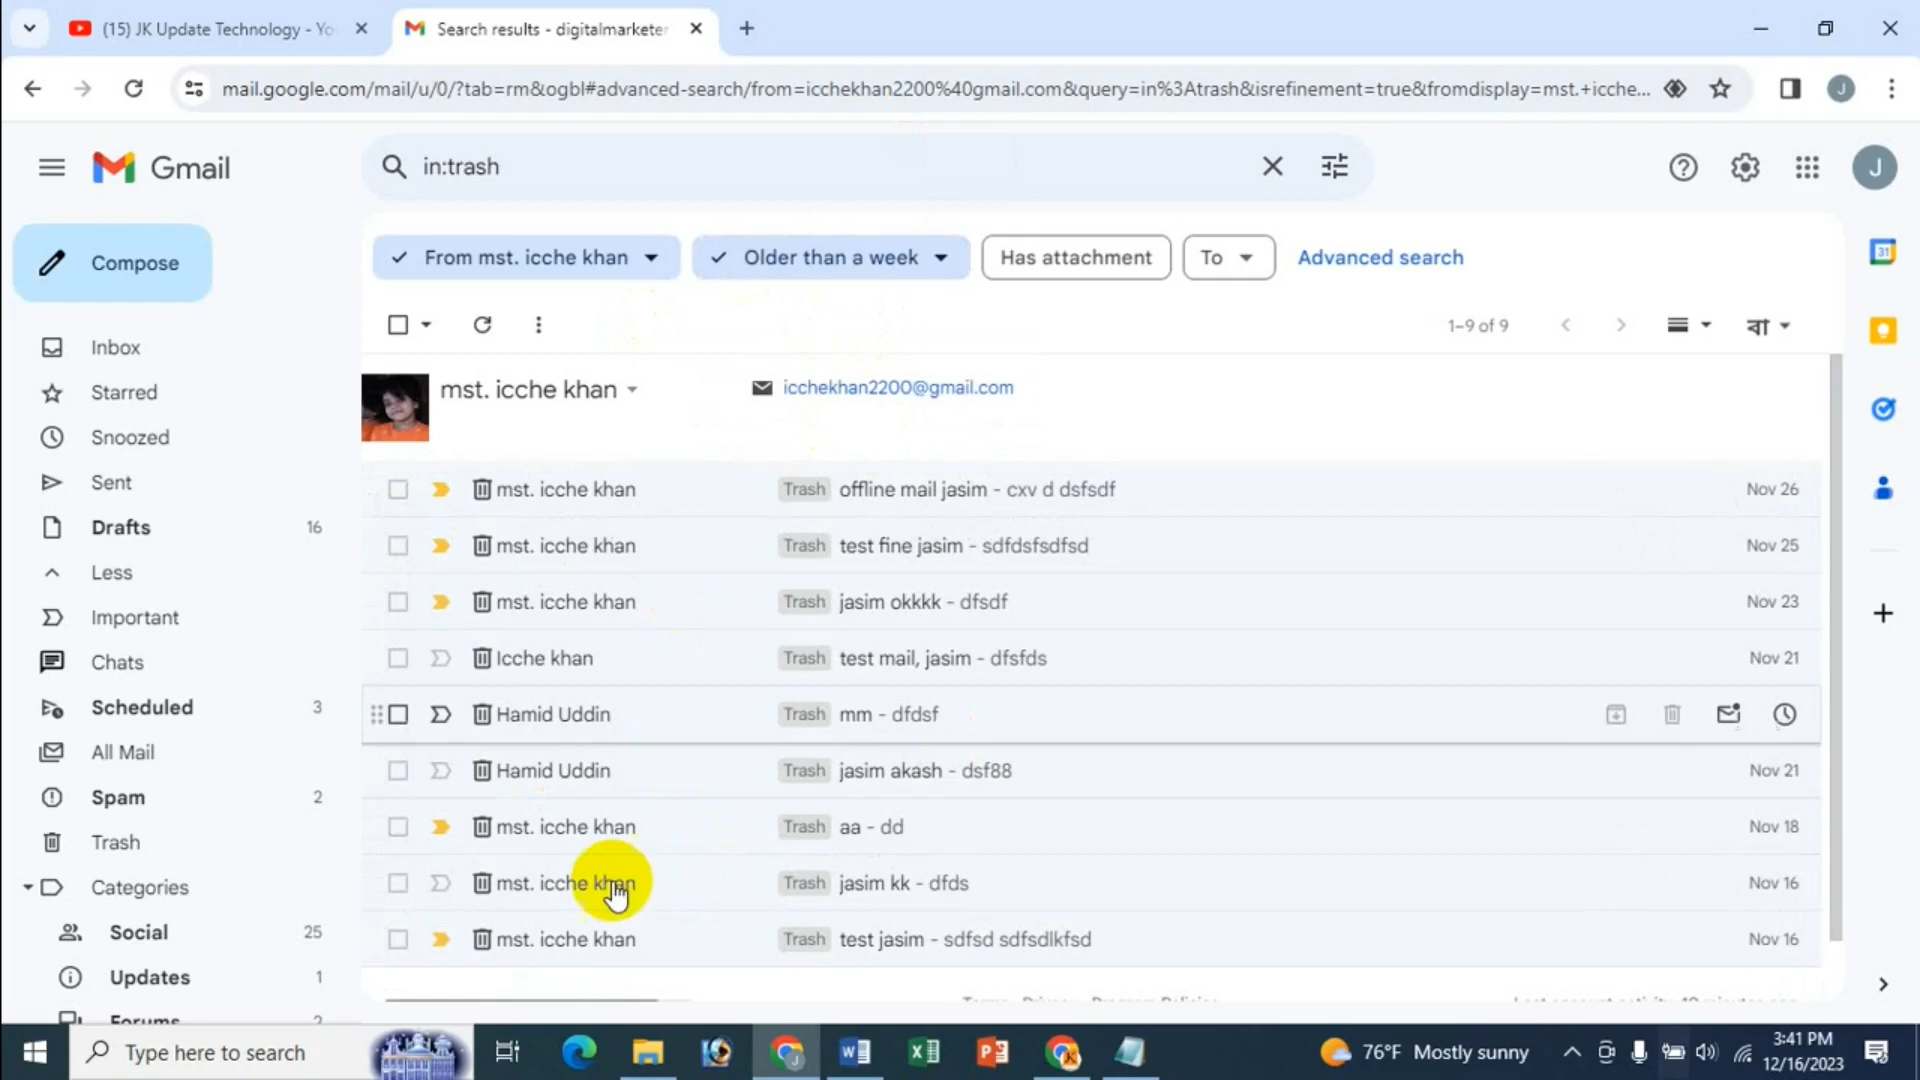 (15) JK Update Technology - Yo
Search results - digitalmarketer
mail.google.com/mail/u/0/?tab=rm&ogbl#advanced-search/from=icchekhan2200%40gmail.com&query=in%3Atrash&isrefinement=true&fromdisplay=mst.+icche...
J
Gmail
in:trash
J
Compose
From mst. icche khan
Older than a week
Has attachment
To
Advanced search
1–9 of 9
বা
31
mst. icche khan
icchekhan2200@gmail.com
Inbox
Starred
Snoozed
Sent
Drafts 16
Less
Important
Chats
Scheduled 3
All Mail
Spam 2
Trash
Categories
Social 25
Updates 1
Forums 2
mst. icche khan Trash offline mail jasim - cxv d dsfsdf Nov 26
mst. icche khan Trash test fine jasim - sdfdsfsdfsd Nov 25
mst. icche khan Trash jasim okkkk - dfsdf Nov 23
Icche khan Trash test mail, jasim - dfsfds Nov 21
Hamid Uddin Trash mm - dfdsf
Hamid Uddin Trash jasim akash - dsf88 Nov 21
mst. icche khan Trash aa - dd Nov 18
mst. icche khan Trash jasim kk - dfds Nov 16
mst. icche khan Trash test jasim - sdfsd sdfsdlkfsd Nov 16
Type here to search
76°F Mostly sunny
3:41 PM
12/16/2023